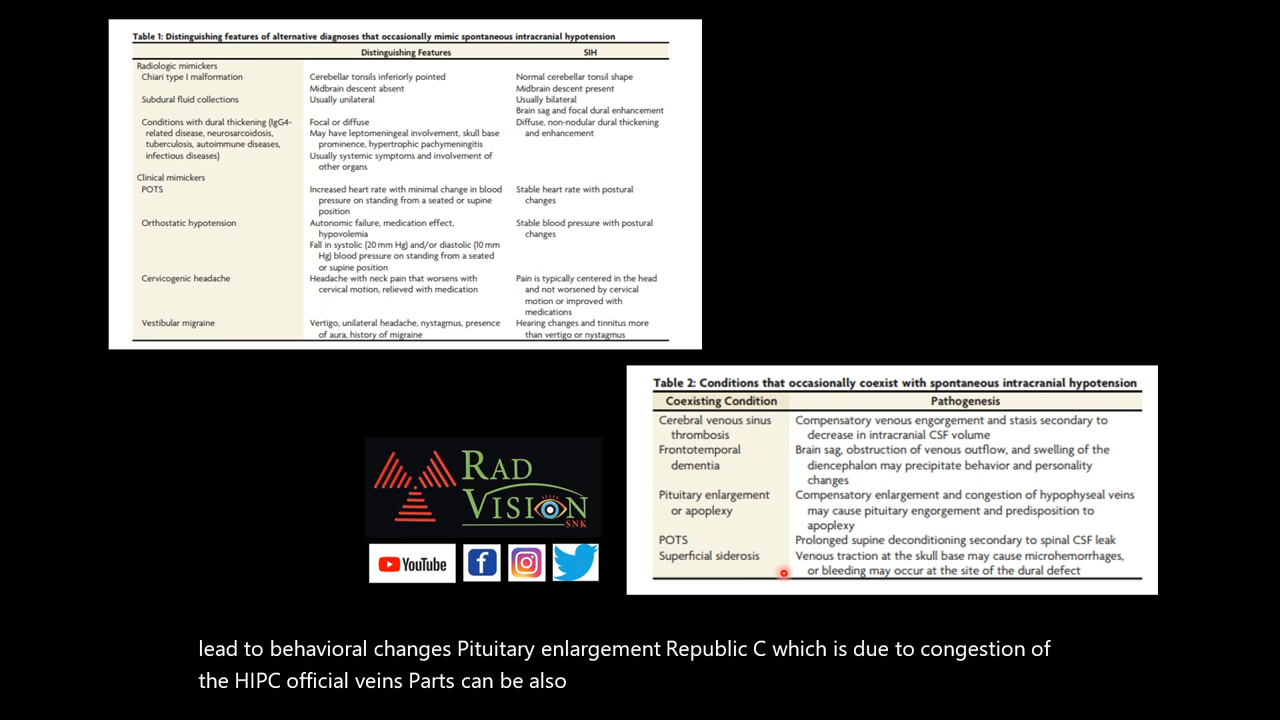 Table 1: Distinguishing features of alternative diagnoses that occasionally mimic spontaneous intracranial hypotension
Distinguishing Features SIH
Radiologic mimickers
Chiari type I malformation Cerebellar tonsils inferiorly pointed Normal cerebellar tonsil shape
Midbrain descent absent Midbrain descent present
Subdural fluid collections Usually unilateral Usually bilateral
Brain sag and focal dural enhancement
Conditions with dural thickening (IgG4- Focal or diffuse Diffuse, non-nodular dural thickening
related disease, neurosarcoidosis, May have leptomeningeal involvement, skull base and enhancement
tuberculosis, autoimmune diseases, prominence, hypertrophic pachymeningitis
infectious diseases) Usually systemic symptoms and involvement of
other organs
Clinical mimickers
POTS Increased heart rate with minimal change in blood Stable heart rate with postural
pressure on standing from a seated or supine changes
position
Orthostatic hypotension Autonomic failure, medication effect, Stable blood pressure with postural
hypovolemia changes
Fall in systolic (20 mm Hg) and/or diastolic (10 mm
Hg) blood pressure on standing from a seated
or supine position
Cervicogenic headache Headache with neck pain that worsens with Pain is typically centered in the head
cervical motion, relieved with medication and not worsened by cervical
motion or improved with
medications
Vestibular migraine Vertigo, unilateral headache, nystagmus, presence Hearing changes and tinnitus more
of aura, history of migraine than vertigo or nystagmus
Table 2: Conditions that occasionally coexist with spontaneous intracranial hypotension
Coexisting Condition Pathogenesis
Cerebral venous sinus Compensatory venous engorgement and stasis secondary to
thrombosis decrease in intracranial CSF volume
Frontotemporal Brain sag, obstruction of venous outflow, and swelling of the
dementia diencephalon may precipitate behavior and personality
changes
Pituitary enlargement Compensatory enlargement and congestion of hypophyseal veins
or apoplexy may cause pituitary engorgement and predisposition to
apoplexy
POTS Prolonged supine deconditioning secondary to spinal CSF leak
Superficial siderosis Venous traction at the skull base may cause microhemorrhages,
or bleeding may occur at the site of the dural defect
RAD
VISION
SNK
YouTube
lead to behavioral changes Pituitary enlargement Republic C which is due to congestion of
the HIPC official veins Parts can be also